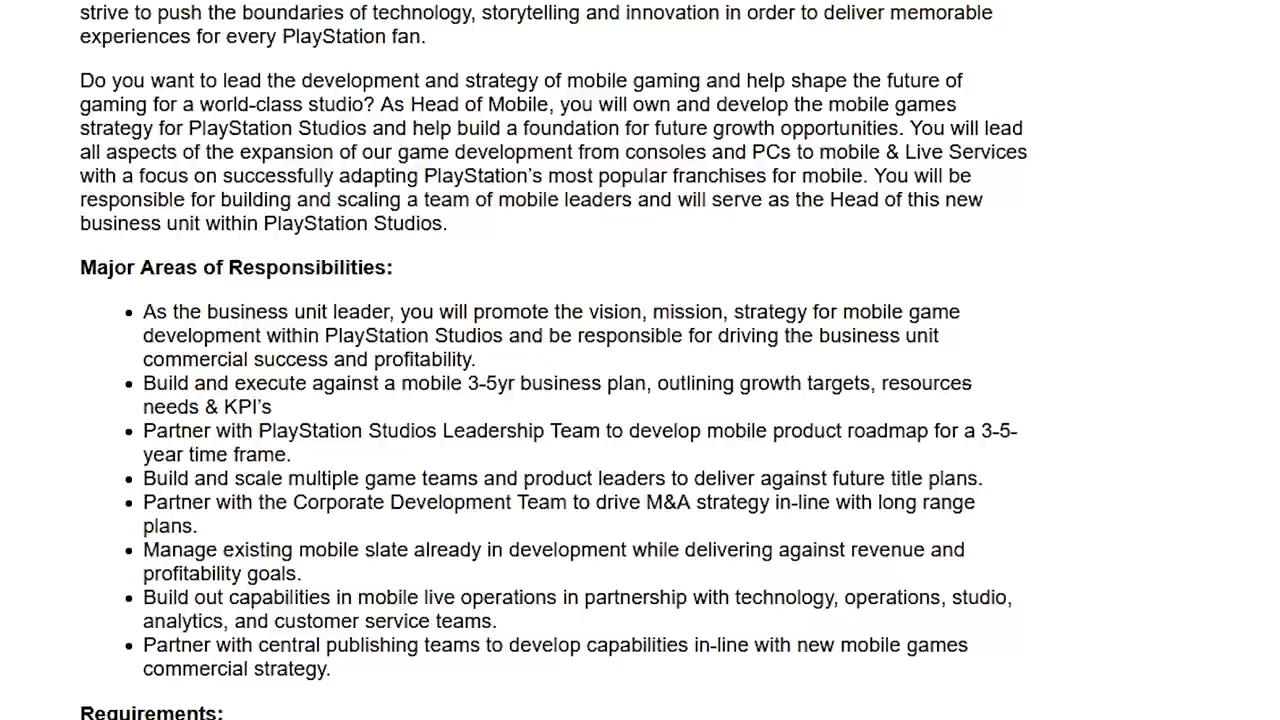 strive to push the boundaries of technology, storytelling and innovation in order to deliver memorable
experiences for every PlayStation fan.
Do you want to lead the development and strategy of mobile gaming and help shape the future of
gaming for a world-class studio? As Head of Mobile, you will own and develop the mobile games
strategy for PlayStation Studios and help build a foundation for future growth opportunities. You will lead
all aspects of the expansion of our game development from consoles and PCs to mobile & Live Services
with a focus on successfully adapting PlayStation’s most popular franchises for mobile. You will be
responsible for building and scaling a team of mobile leaders and will serve as the Head of this new
business unit within PlayStation Studios.
Major Areas of Responsibilities:
• As the business unit leader, you will promote the vision, mission, strategy for mobile game
development within PlayStation Studios and be responsible for driving the business unit
commercial success and profitability.
• Build and execute against a mobile 3-5yr business plan, outlining growth targets, resources
needs & KPI’s
• Partner with PlayStation Studios Leadership Team to develop mobile product roadmap for a 3-5-
year time frame.
• Build and scale multiple game teams and product leaders to deliver against future title plans.
• Partner with the Corporate Development Team to drive M&A strategy in-line with long range
plans.
• Manage existing mobile slate already in development while delivering against revenue and
profitability goals.
• Build out capabilities in mobile live operations in partnership with technology, operations, studio,
analytics, and customer service teams.
• Partner with central publishing teams to develop capabilities in-line with new mobile games
commercial strategy.
Requirements: